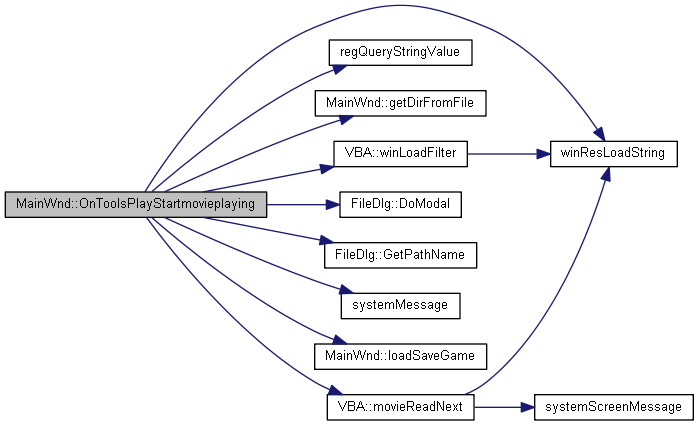 regQueryStringValue
MainWnd::getDirFromFile
VBA::winLoadFilter
winResLoadString
MainWnd::OnToolsPlayStartmovieplaying
FileDlg::DoModal
FileDlg::GetPathName
systemMessage
MainWnd::loadSaveGame
VBA::movieReadNext
systemScreenMessage